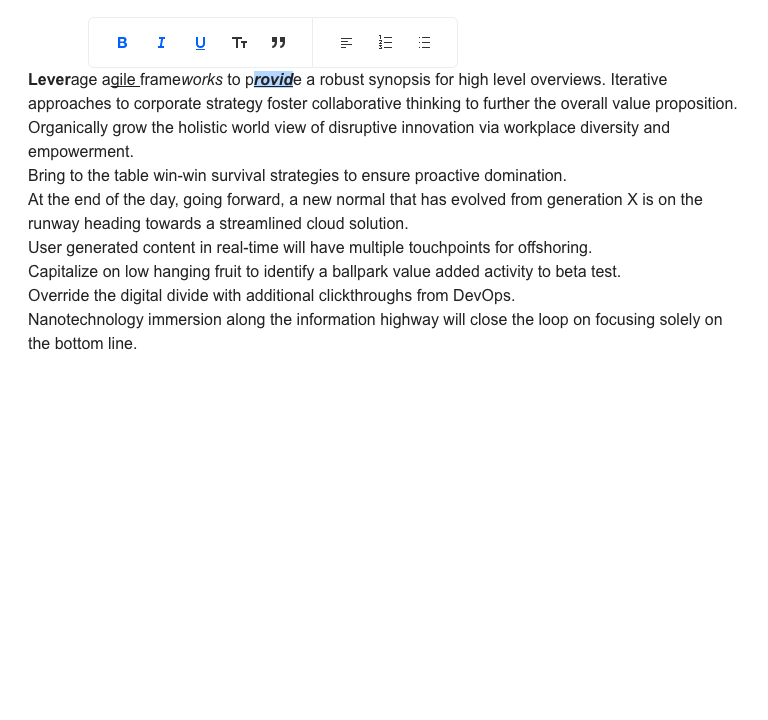 B I U TT ”
Leverage agile frameworks to provide a robust synopsis for high level overviews. Iterative
approaches to corporate strategy foster collaborative thinking to further the overall value proposition.
Organically grow the holistic world view of disruptive innovation via workplace diversity and
empowerment.
Bring to the table win-win survival strategies to ensure proactive domination.
At the end of the day, going forward, a new normal that has evolved from generation X is on the
runway heading towards a streamlined cloud solution.
User generated content in real-time will have multiple touchpoints for offshoring.
Capitalize on low hanging fruit to identify a ballpark value added activity to beta test.
Override the digital divide with additional clickthroughs from DevOps.
Nanotechnology immersion along the information highway will close the loop on focusing solely on
the bottom line.